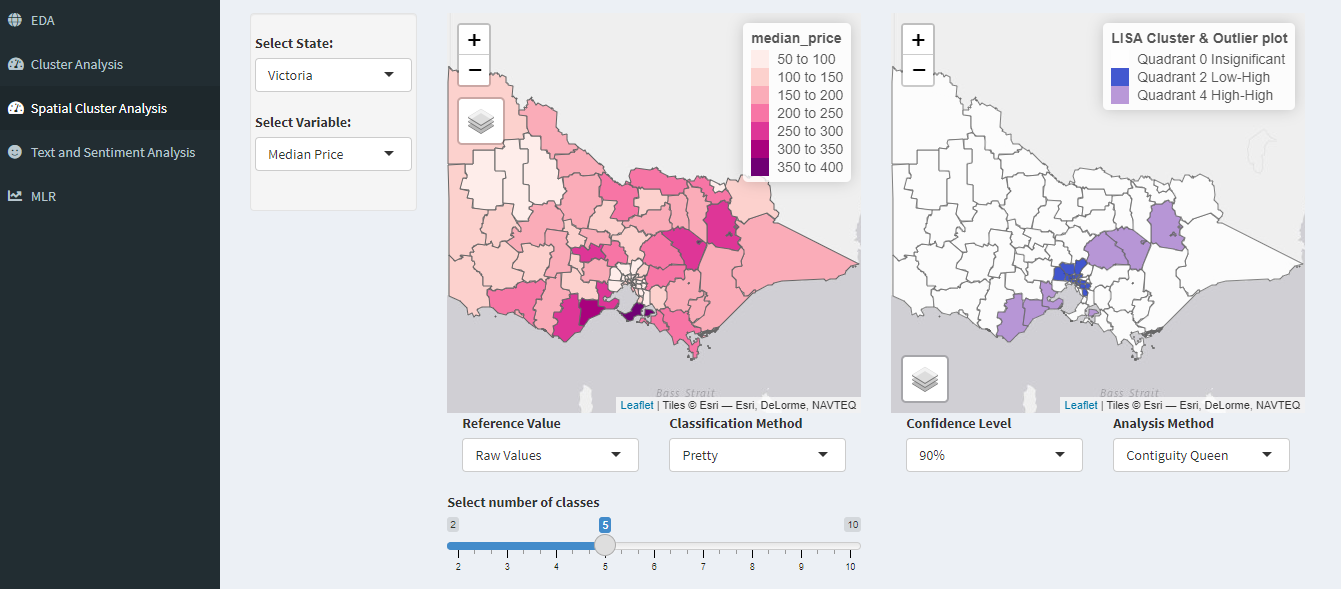 EDA
Cluster Analysis
Spatial Cluster Analysis
Text and Sentiment Analysis
MLR
Select State:
Victoria
Select Variable:
Median Price
+
−
median_price
50 to 100
100 to 150
150 to 200
200 to 250
250 to 300
300 to 350
350 to 400
Bass Strait
Leaflet | Tiles © Esri — Esri, DeLorme, NAVTEQ
+
−
LISA Cluster & Outlier plot
Quadrant 0 Insignificant
Quadrant 2 Low-High
Quadrant 4 High-High
Bass Strait
Leaflet | Tiles © Esri — Esri, DeLorme, NAVTEQ
Reference Value
Raw Values
Classification Method
Pretty
Confidence Level
90%
Analysis Method
Contiguity Queen
Select number of classes
2 5 10
2 3 4 5 6 7 8 9 10